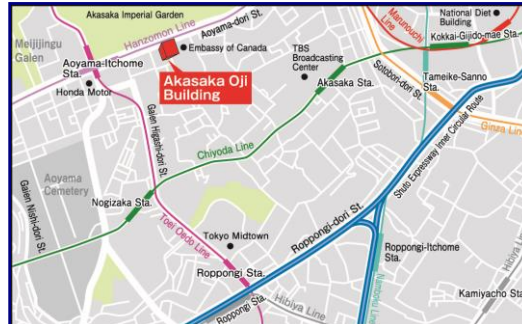 Akasaka Imperial Garden
Meijijingu
Gaien
Hanzomon Line
Aoyama-dori St.
Embassy of Canada
Aoyama-Itchome
Sta.
Honda Motor
Akasaka Oji
Building
TBS
Broadcasting
Center
Akasaka Sta.
Marunouchi
Line
National Diet
Building
Kokkai-Gijido-mae Sta.
Sotobori-dori St.
Tameike-Sanno
Sta.
Ginza Line
Shuto Expressway Inner Circular Route
Gaien Higashi-dori St.
Chiyoda Line
Aoyama
Cemetery
Gaien Nishi-dori St.
Nogizaka Sta.
Toei Oedo Line
Tokyo Midtown
Roppongi-dori St.
Roppongi-Itchome
Sta.
Roppongi Sta.
Roppongi Sta.
Hibiya Line
Hibiya Line
Kamiyacho Sta.